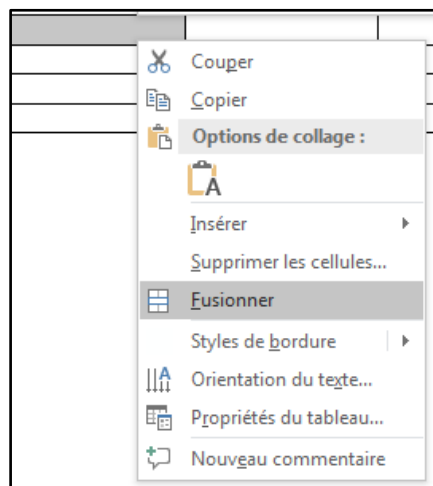 Couper
Copier
Options de collage :
A
Insérer
Supprimer les cellules...
Fusionner
Styles de bordure
A
Orientation du texte...
Propriétés du tableau...
Nouveau commentaire